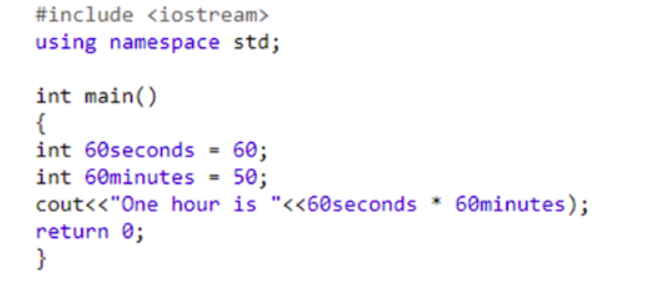 #include <iostream>
using namespace std;
int main()
{
int 60seconds = 60;
int 60minutes = 50;
cout<<"One hour is "<<60seconds * 60minutes);
return 0;
}